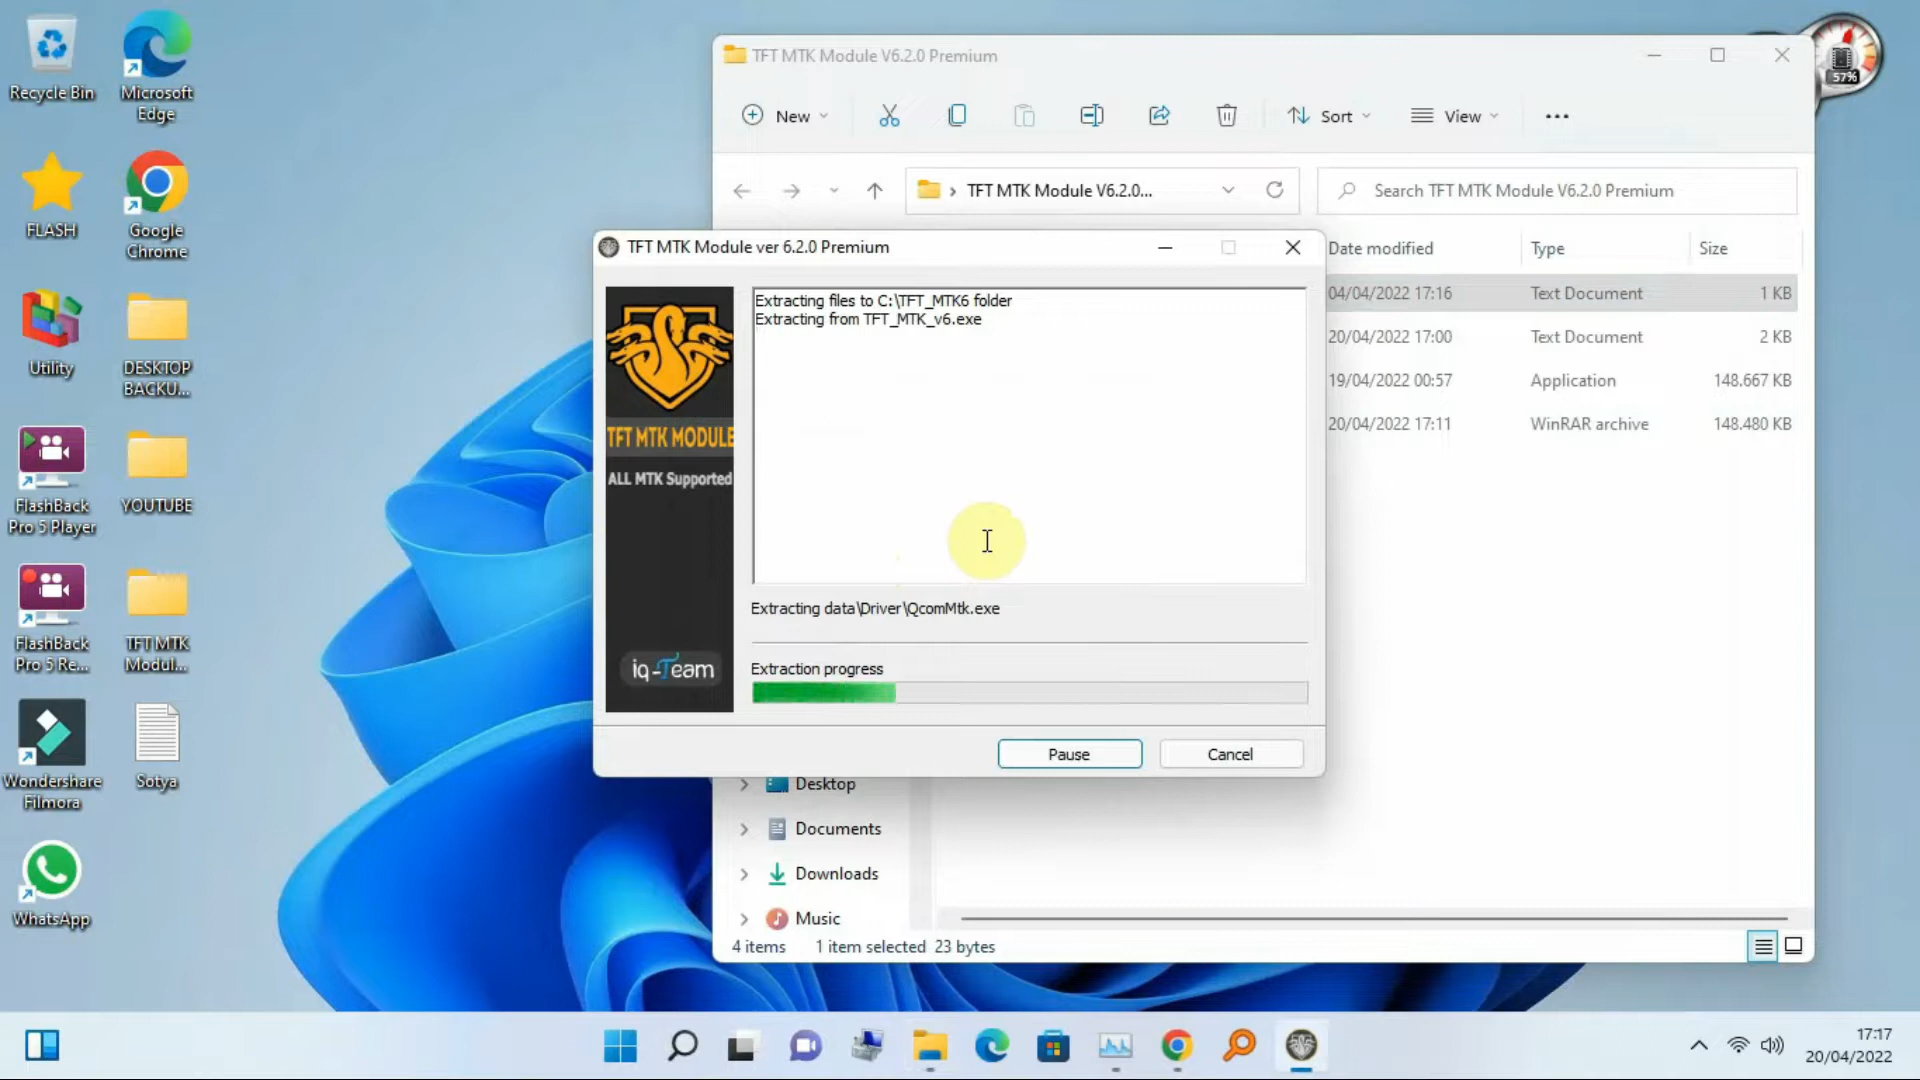 Recycle Bin
Microsoft
Edge
FLASH
Google
Chrome
Utility
DESKTOP
BACKU...
FlashBack
Pro 5 Player
YOUTUBE
FlashBack
Pro 5 Re...
TFT MTK
Modul...
Wondershare
Filmora
Sotya
WhatsApp
TFT MTK Module V6.2.0 Premium
57%
New
Sort
View
TFT MTK Module V6.2.0...
Search TFT MTK Module V6.2.0 Premium
Date modified
Type
Size
04/04/2022 17:16
Text Document
1 KB
20/04/2022 17:00
Text Document
2 KB
19/04/2022 00:57
Application
148.667 KB
20/04/2022 17:11
WinRAR archive
148.480 KB
TFT MTK Module ver 6.2.0 Premium
TFT MTK MODULE
ALL MTK Supported
iq-Team
Extracting files to C:\TFT_MTK6 folder
Extracting from TFT_MTK_v6.exe
Extracting data\Driver\QcomMtk.exe
Extraction progress
Pause
Cancel
Desktop
Documents
Downloads
Music
4 items
1 item selected 23 bytes
17:17
20/04/2022